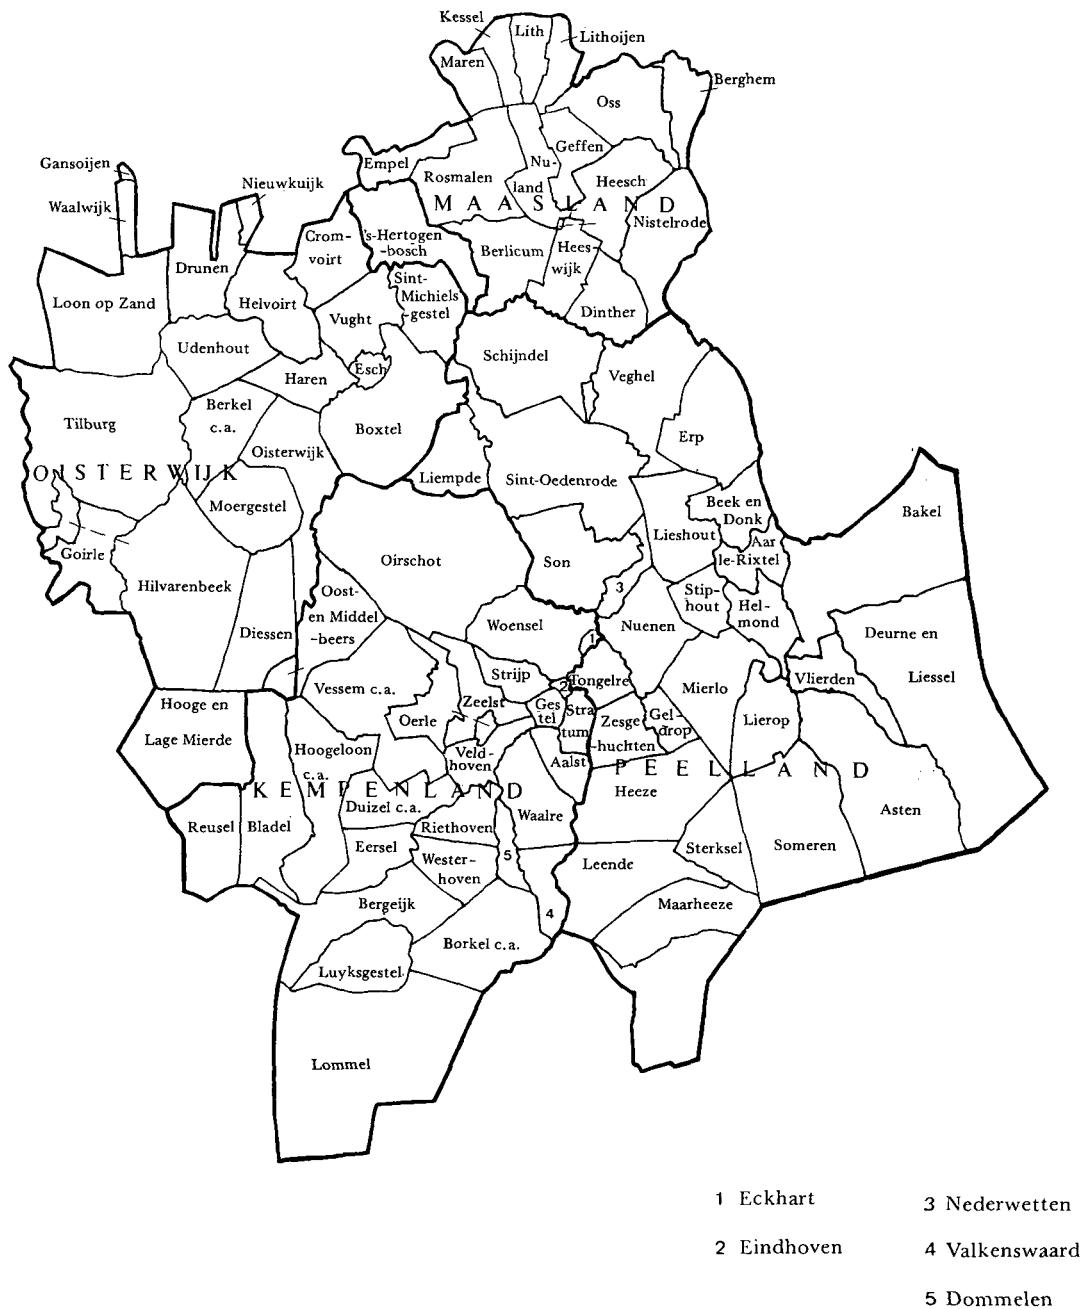 Kessel
Lith
Lithoijen
Maren
Berghem
Oss
Geffen
Empel
Gansoijen
Rosmalen
Nu-
land
Heesch
Nieuwkuijk
Waalwijk
MAASLAND
Nistelrode
Crom-
voirt
's-Hertogen
-bosch
Berlicum
Hees-
wijk
Drunen
Sint-
Michiels
-gestel
Loon op Zand
Helvoirt
Vught
Dinther
Udenhout
Schijndel
Esch
Haren
Veghel
Berkel
c.a.
Tilburg
Boxtel
Erp
Oisterwijk
OISTERWIJK
Liempde
Sint-Oedenrode
Moergestel
Beek en
Donk
Bakel
Lieshout
Aar
le-Rixtel
Goirle
Oirschot
Son
Hilvarenbeek
3
Oost-
en Middel
-beers
Stip-
hout
Hel-
mond
Diessen
Woensel
1
Nuenen
Deurne en
Liessel
Strijp
2
Tongelre
Vlierden
Vessem c.a.
Mierlo
Hooge en
Lage Mierde
Zeelst
Ges
tel
Stra
tum
Oerle
Zesge
-huchten
Gel-
drop
Lierop
Hoogeloon
c.a.
Veld-
hoven
Aalst
PEELLAND
KEMPENLAND
Heeze
Duizel c.a.
Waalre
Asten
Reusel
Bladel
Riethoven
Eersel
Wester-
hoven
5
Leende
Sterksel
Someren
Bergeijk
4
Maarheeze
Borkel c.a.
Luyksgestel
Lommel
1 Eckhart
2 Eindhoven
3 Nederwetten
4 Valkenswaard
5 Dommelen